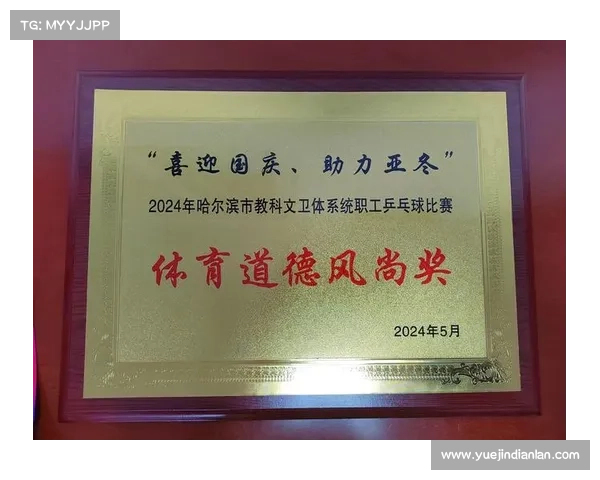 TG: MYYJJPP
“喜迎国庆、助力亚冬”
2024年哈尔滨市教科文卫体系统职工乒乓球比赛
体育道德风尚奖
2024年5月
www.yuejindianlan.com